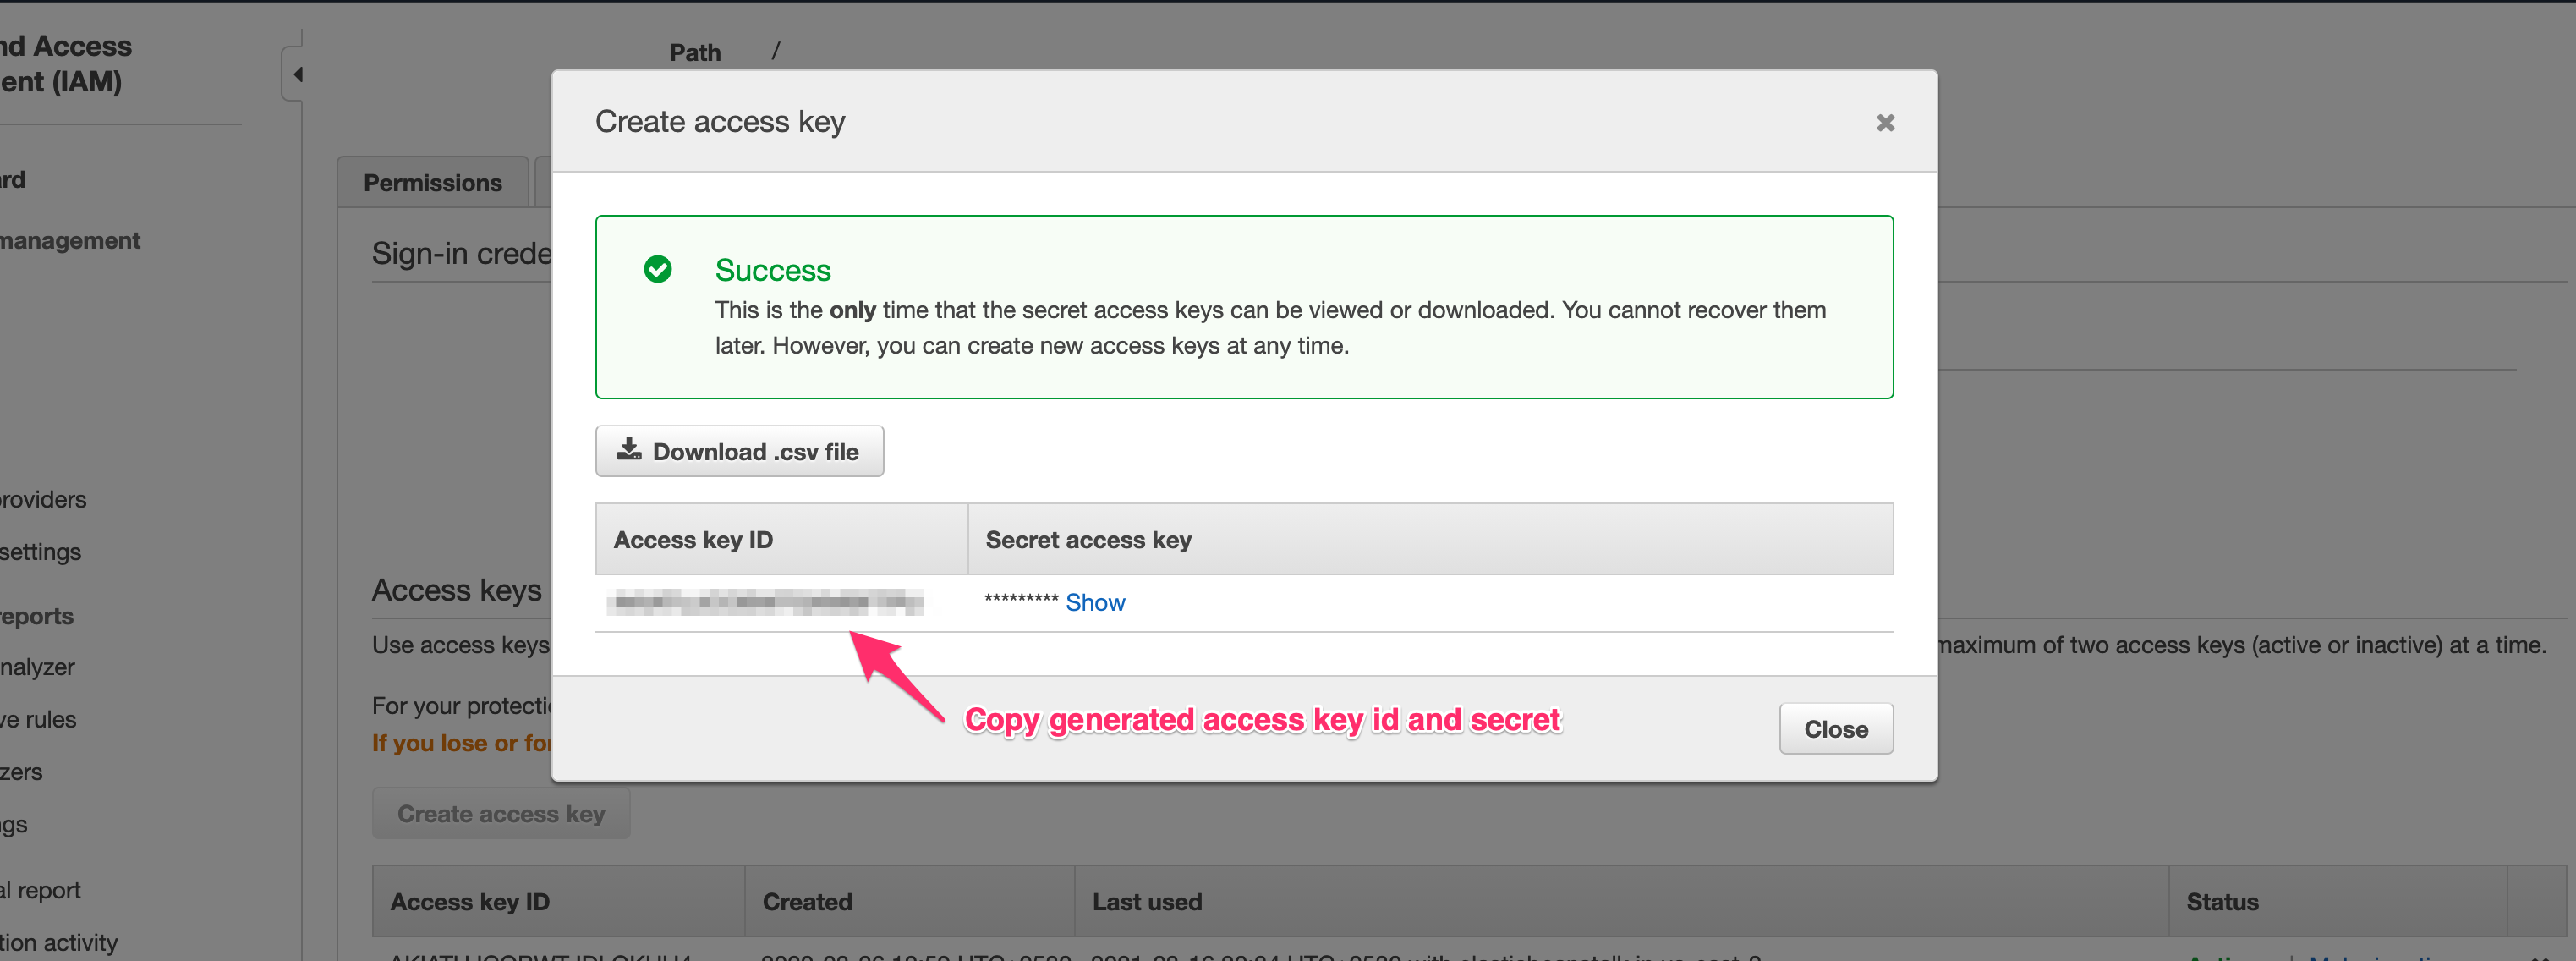 nd Access
ent (IAM)
Path /
Create access key
rd
Permissions
management
Sign-in crede
Success
This is the only time that the secret access keys can be viewed or downloaded. You cannot recover them
later. However, you can create new access keys at any time.
Download .csv file
roviders
settings
Access key ID Secret access key
Access keys
********* Show
reports
Use access keys
maximum of two access keys (active or inactive) at a time.
nalyzer
For your protecti
ve rules
Copy generated access key id and secret
Close
If you lose or for
zers
Create access key
gs
al report
Access key ID Created Last used Status
tion activity